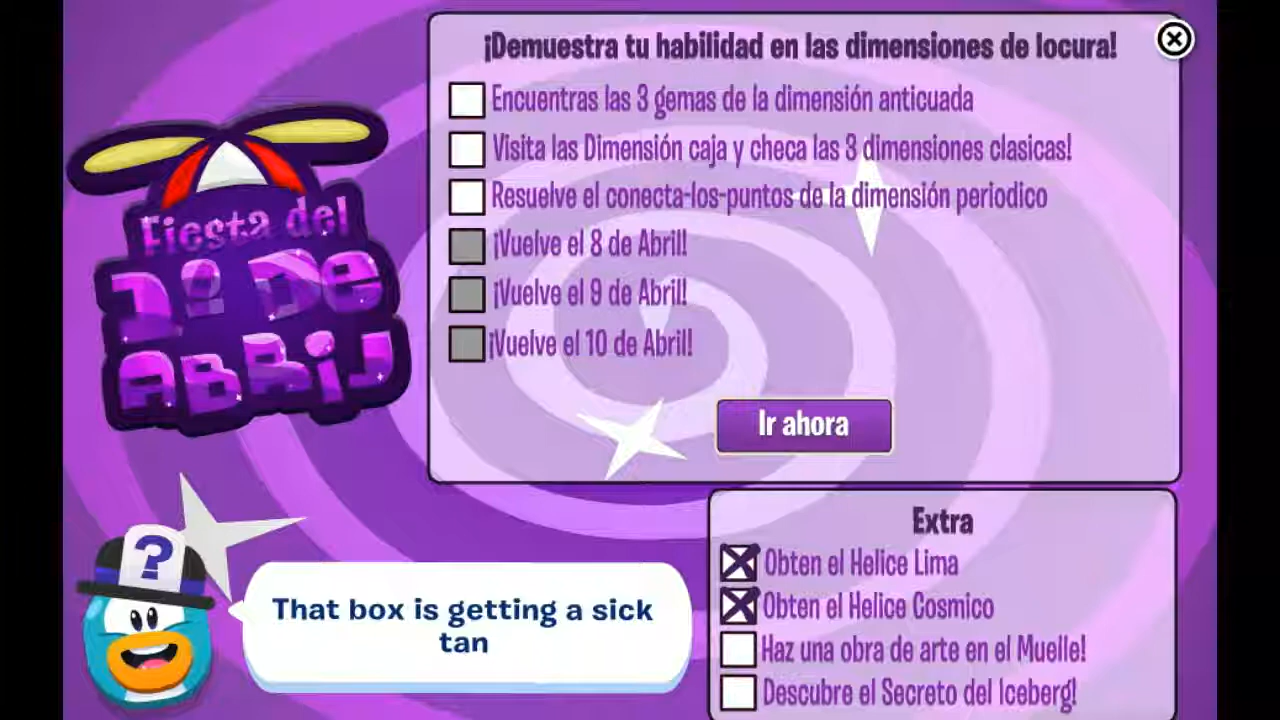 ¡Demuestra tu habilidad en las dimensiones de locura!
Encuentras las 3 gemas de la dimensión anticuada
Visita las Dimensión caja y checa las 3 dimensiones clasicas!
Resuelve el conecta-los-puntos de la dimensión periodico
¡Vuelve el 8 de Abril!
¡Vuelve el 9 de Abril!
¡Vuelve el 10 de Abril!
Ir ahora
Fiesta del
1º De
ABRIL
Extra
Obten el Helice Lima
Obten el Helice Cosmico
Haz una obra de arte en el Muelle!
Descubre el Secreto del Iceberg!
?
That box is getting a sick
tan